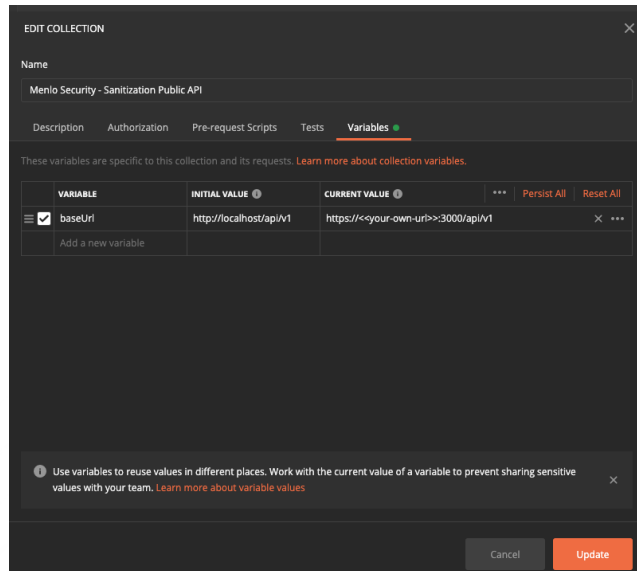 EDIT COLLECTION
Name
Menlo Security - Sanitization Public API
Description Authorization Pre-request Scripts Tests Variables
These variables are specific to this collection and its requests. Learn more about collection variables.
VARIABLE INITIAL VALUE CURRENT VALUE Persist All Reset All
baseUrl http://localhost/api/v1 https://<<your-own-url>>:3000/api/v1
Add a new variable
Use variables to reuse values in different places. Work with the current value of a variable to prevent sharing sensitive
values with your team. Learn more about variable values
Cancel Update